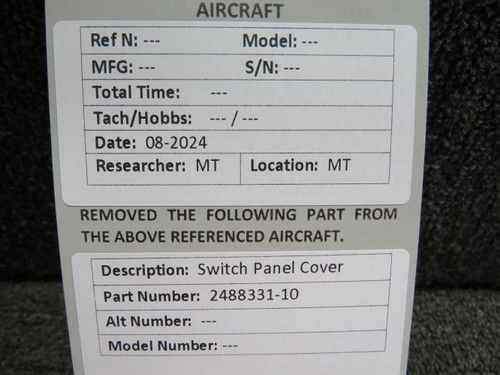 AIRCRAFT
Ref N: --- Model: ---
MFG: --- S/N: ---
Total Time: ---
Tach/Hobbs: --- / ---
Date: 08-2024
Researcher: MT Location: MT
REMOVED THE FOLLOWING PART FROM
THE ABOVE REFERENCED AIRCRAFT.
Description: Switch Panel Cover
Part Number: 2488331-10
Alt Number: ---
Model Number: ---